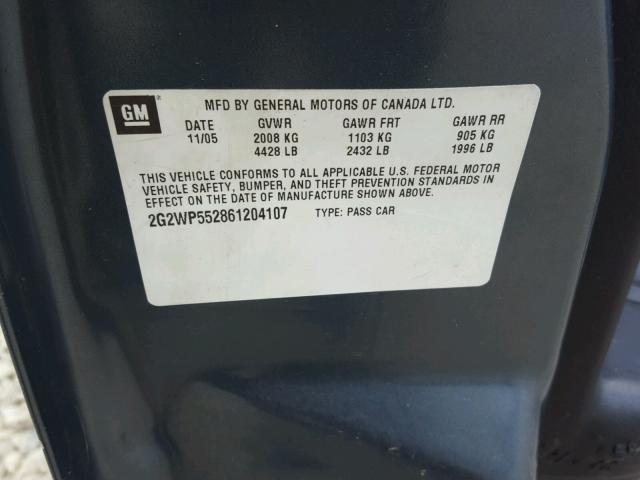 GM
MFD BY GENERAL MOTORS OF CANADA LTD.
DATE GVWR GAWR FRT GAWR RR
11/05 2008 KG 1103 KG 905 KG
4428 LB 2432 LB 1996 LB
THIS VEHICLE CONFORMS TO ALL APPLICABLE U.S. FEDERAL MOTOR
VEHICLE SAFETY, BUMPER, AND THEFT PREVENTION STANDARDS IN
EFFECT ON THE DATE OF MANUFACTURE SHOWN ABOVE.
2G2WP552861204107 TYPE: PASS CAR